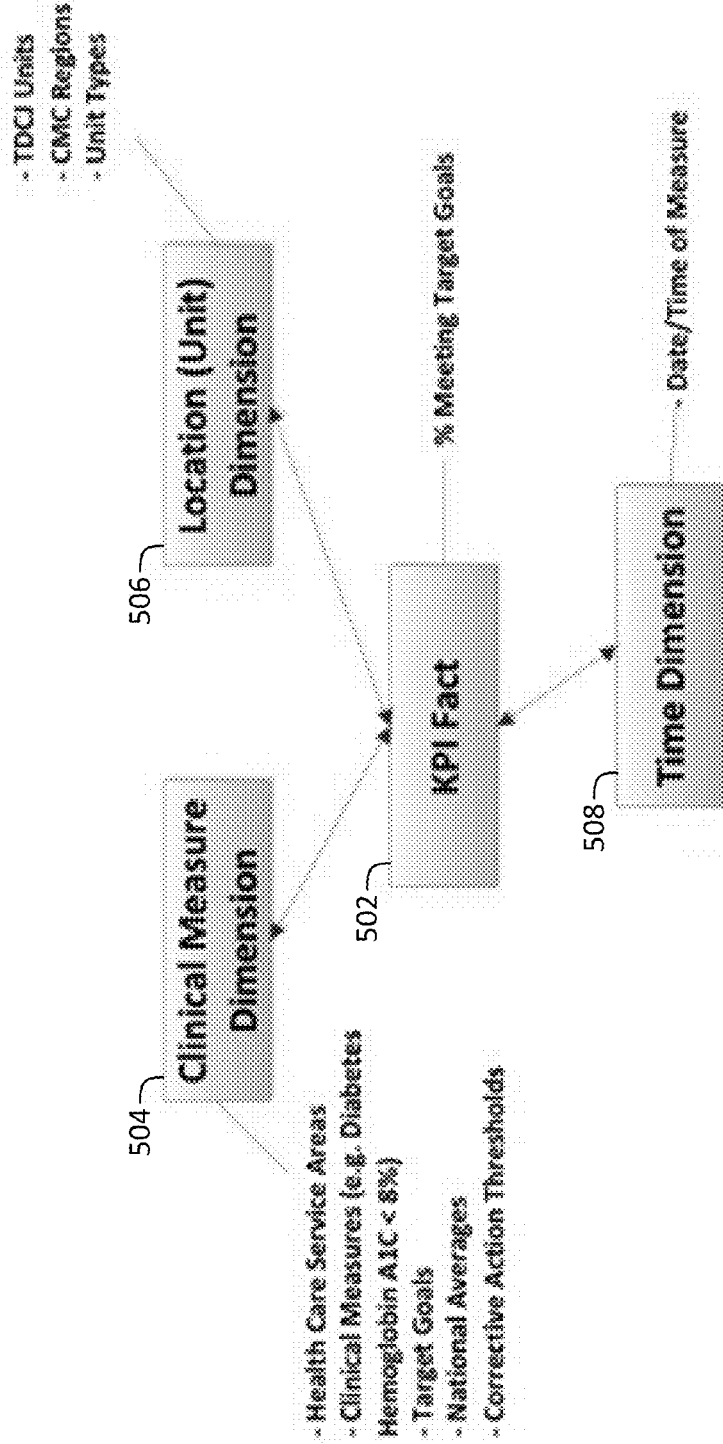 504
Clinical Measure
Dimension
- Health Care Service Areas
- Clinical Measures (e.g. Diabetes
Hemoglobin A1C < 8%)
- Target Goals
- National Averages
- Corrective Action Thresholds
506
Location (Unit)
Dimension
- TDCJ Units
- CMC Regions
- Unit Types
502
KPI Fact
% Meeting Target Goals
508
Time Dimension
- Date/Time of Measure